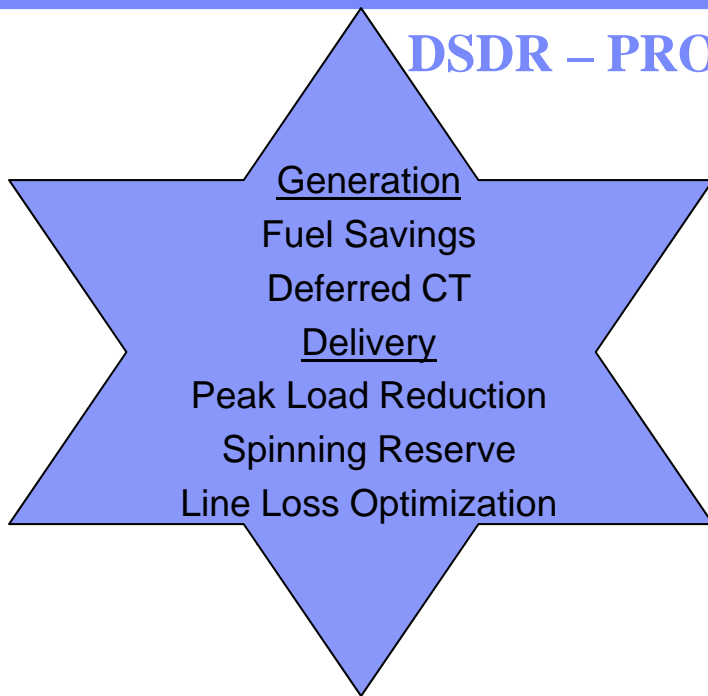 DSDR – PRO
Generation
Fuel Savings
Deferred CT
Delivery
Peak Load Reduction
Spinning Reserve
Line Loss Optimization